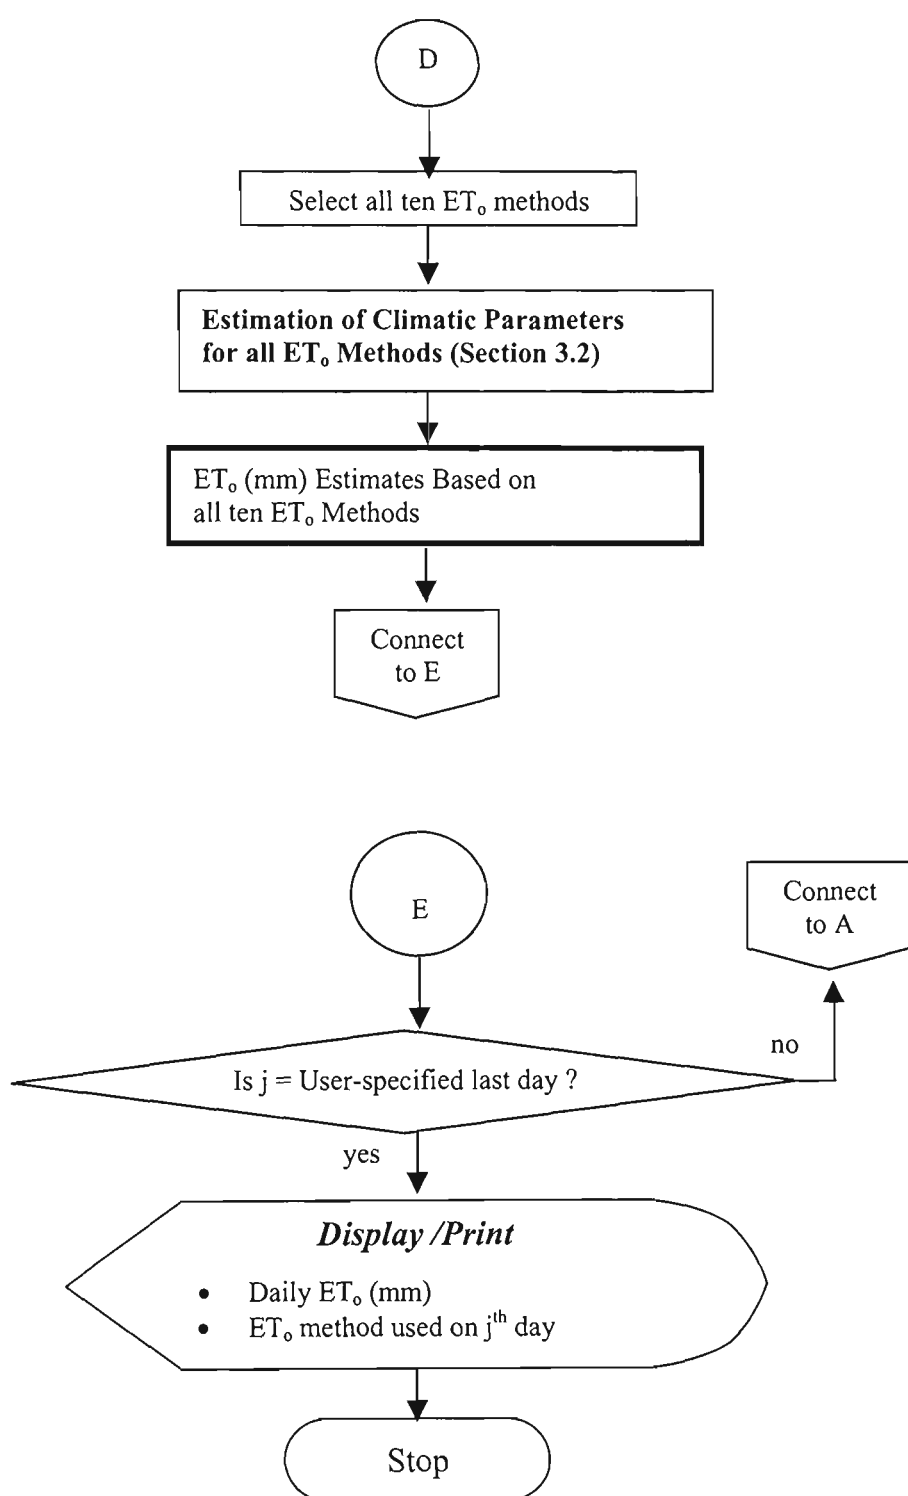 D
Select all ten ETₒ methods
Estimation of Climatic Parameters
for all ETₒ Methods (Section 3.2)
ETₒ (mm) Estimates Based on
all ten ETₒ Methods
Connect
to E
E
Connect
to A
no
Is j = User-specified last day ?
yes
Display /Print
• Daily ETₒ (mm)
• ETₒ method used on jᵗʰ day
Stop